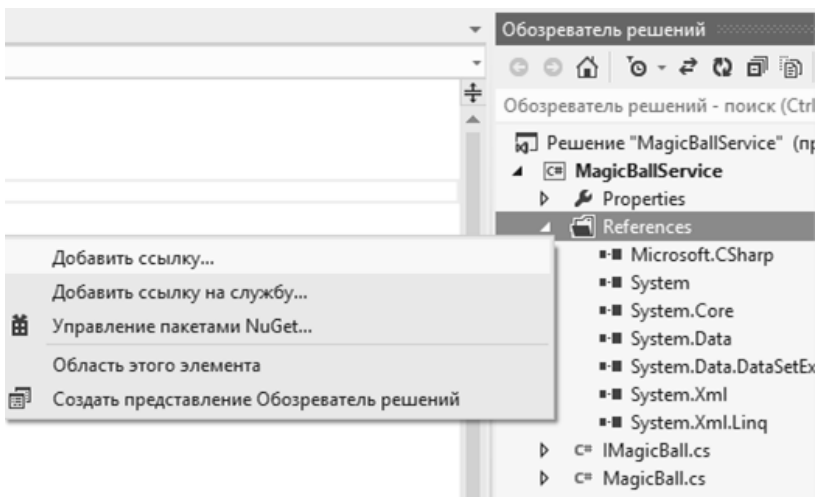 Обозреватель решений
Обозреватель решений - поиск (Ctrl
Решение "MagicBallService" (пр
C# MagicBallService
Properties
References
Microsoft.CSharp
System
System.Core
System.Data
System.Data.DataSetEx
System.Xml
System.Xml.Linq
C# IMagicBall.cs
C# MagicBall.cs
Добавить ссылку...
Добавить ссылку на службу...
Управление пакетами NuGet...
Область этого элемента
Создать представление Обозреватель решений